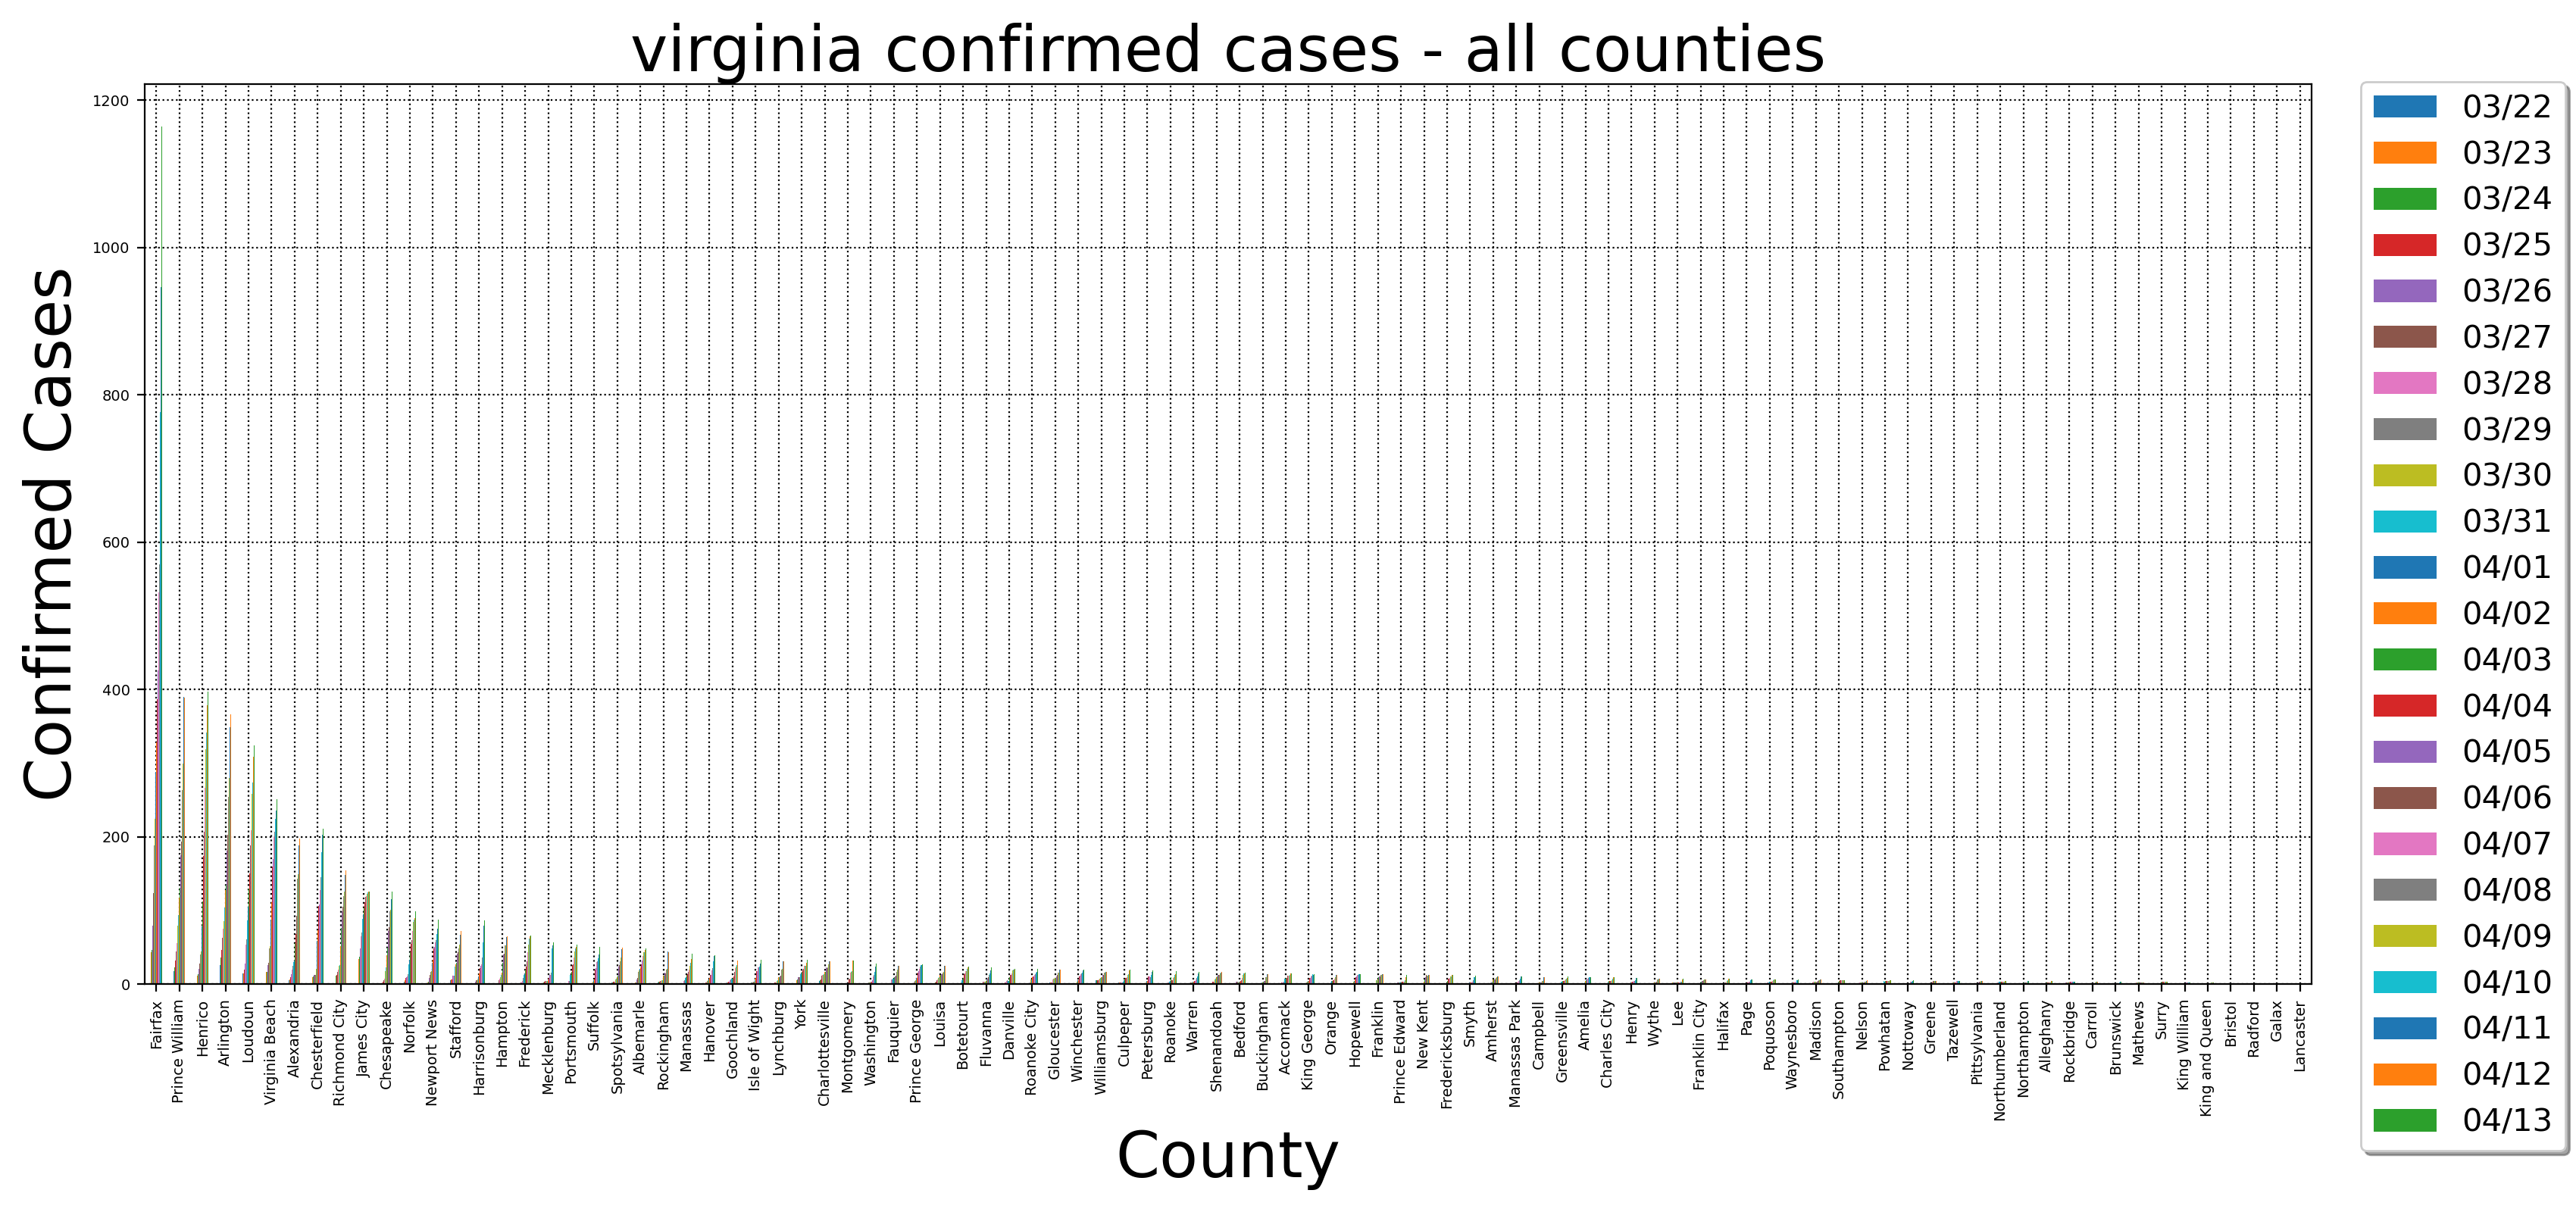 virginia confirmed cases - all counties
Confirmed Cases
1200
1000
800
600
400
200
0
Fairfax
Prince William
Henrico
Arlington
Loudoun
Virginia Beach
Alexandria
Chesterfield
Richmond City
James City
Chesapeake
Norfolk
Newport News
Stafford
Harrisonburg
Hampton
Frederick
Mecklenburg
Portsmouth
Suffolk
Spotsylvania
Albemarle
Rockingham
Manassas
Hanover
Goochland
Isle of Wight
Lynchburg
York
Charlottesville
Montgomery
Washington
Fauquier
Prince George
Louisa
Botetourt
Fluvanna
Danville
Roanoke City
Gloucester
Winchester
Williamsburg
Culpeper
Petersburg
Roanoke
Warren
Shenandoah
Bedford
Buckingham
Accomack
King George
Orange
Hopewell
Franklin
Prince Edward
New Kent
Fredericksburg
Smyth
Amherst
Manassas Park
Campbell
Greensville
Amelia
Charles City
Henry
Wythe
Lee
Franklin City
Halifax
Page
Poquoson
Waynesboro
Madison
Southampton
Nelson
Powhatan
Nottoway
Greene
Tazewell
Pittsylvania
Northumberland
Northampton
Alleghany
Rockbridge
Carroll
Brunswick
Mathews
Surry
King William
King and Queen
Bristol
Radford
Galax
Lancaster
County
03/22
03/23
03/24
03/25
03/26
03/27
03/28
03/29
03/30
03/31
04/01
04/02
04/03
04/04
04/05
04/06
04/07
04/08
04/09
04/10
04/11
04/12
04/13